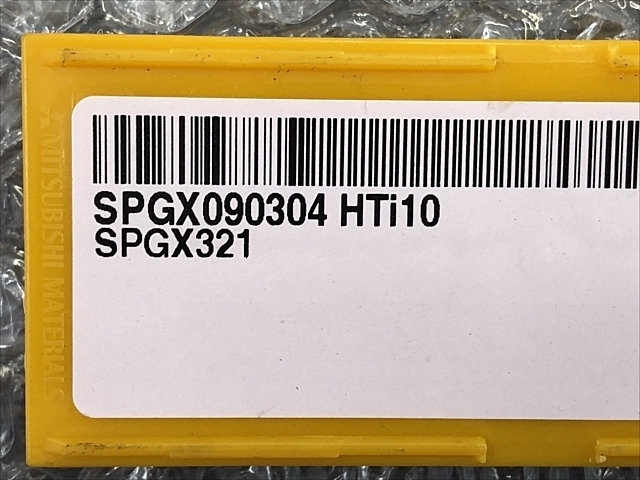 SPGX090304 HTi10
SPGX321
MITSUBISHI MATERIALS